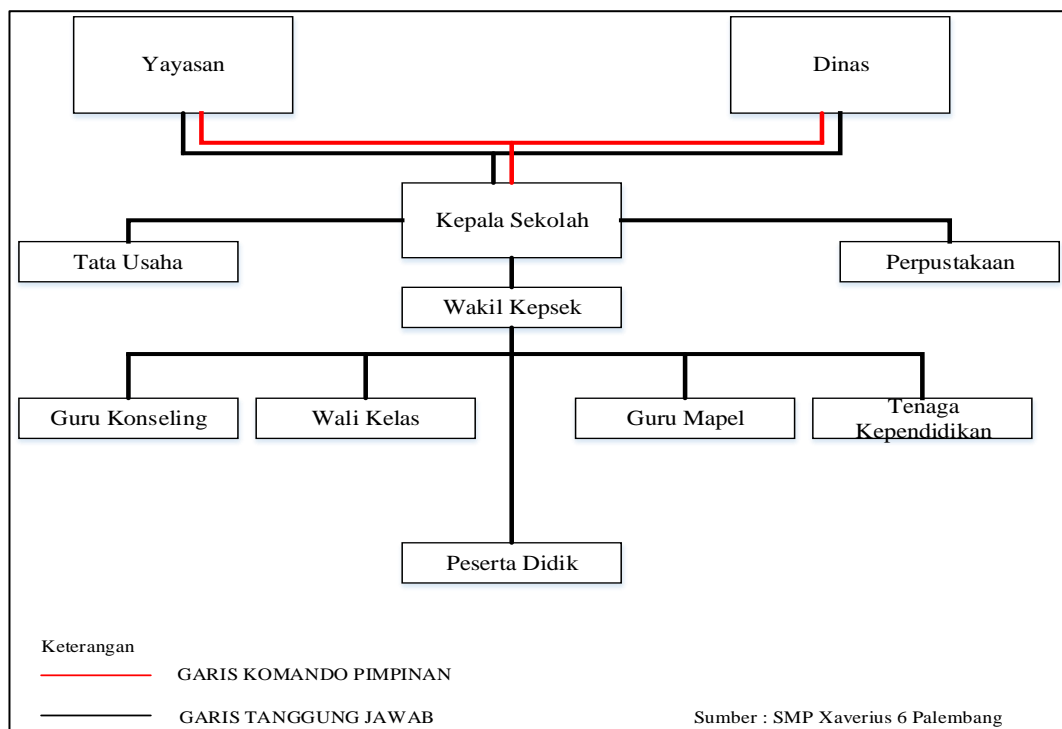 Yayasan
Dinas
Kepala Sekolah
Tata Usaha
Perpustakaan
Wakil Kepsek
Guru Konseling
Wali Kelas
Guru Mapel
Tenaga
Kependidikan
Peserta Didik
Keterangan
GARIS KOMANDO PIMPINAN
GARIS TANGGUNG JAWAB
Sumber : SMP Xaverius 6 Palembang